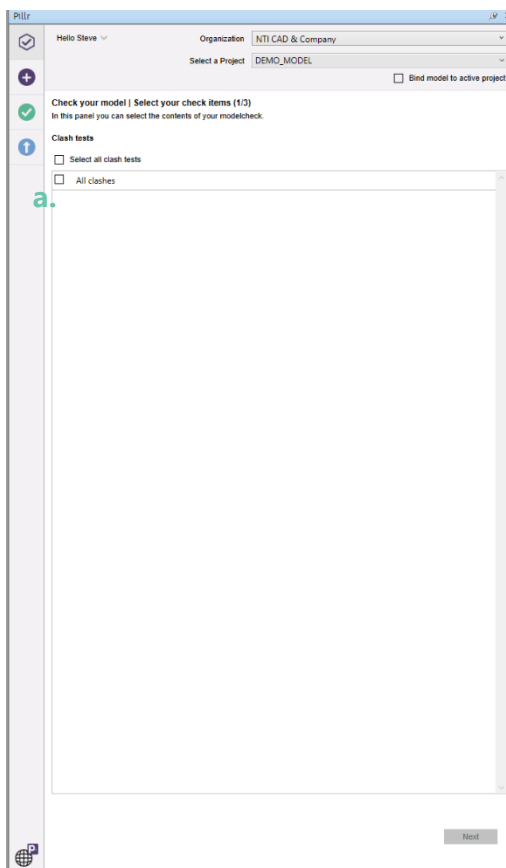 Pillr
Hello Steve
Organization NTI CAD & Company
Select a Project DEMO_MODEL
Bind model to active project
Check your model | Select your check items (1/3)
In this panel you can select the contents of your modelcheck.
Clash tests
Select all clash tests
All clashes
a.
Next
P